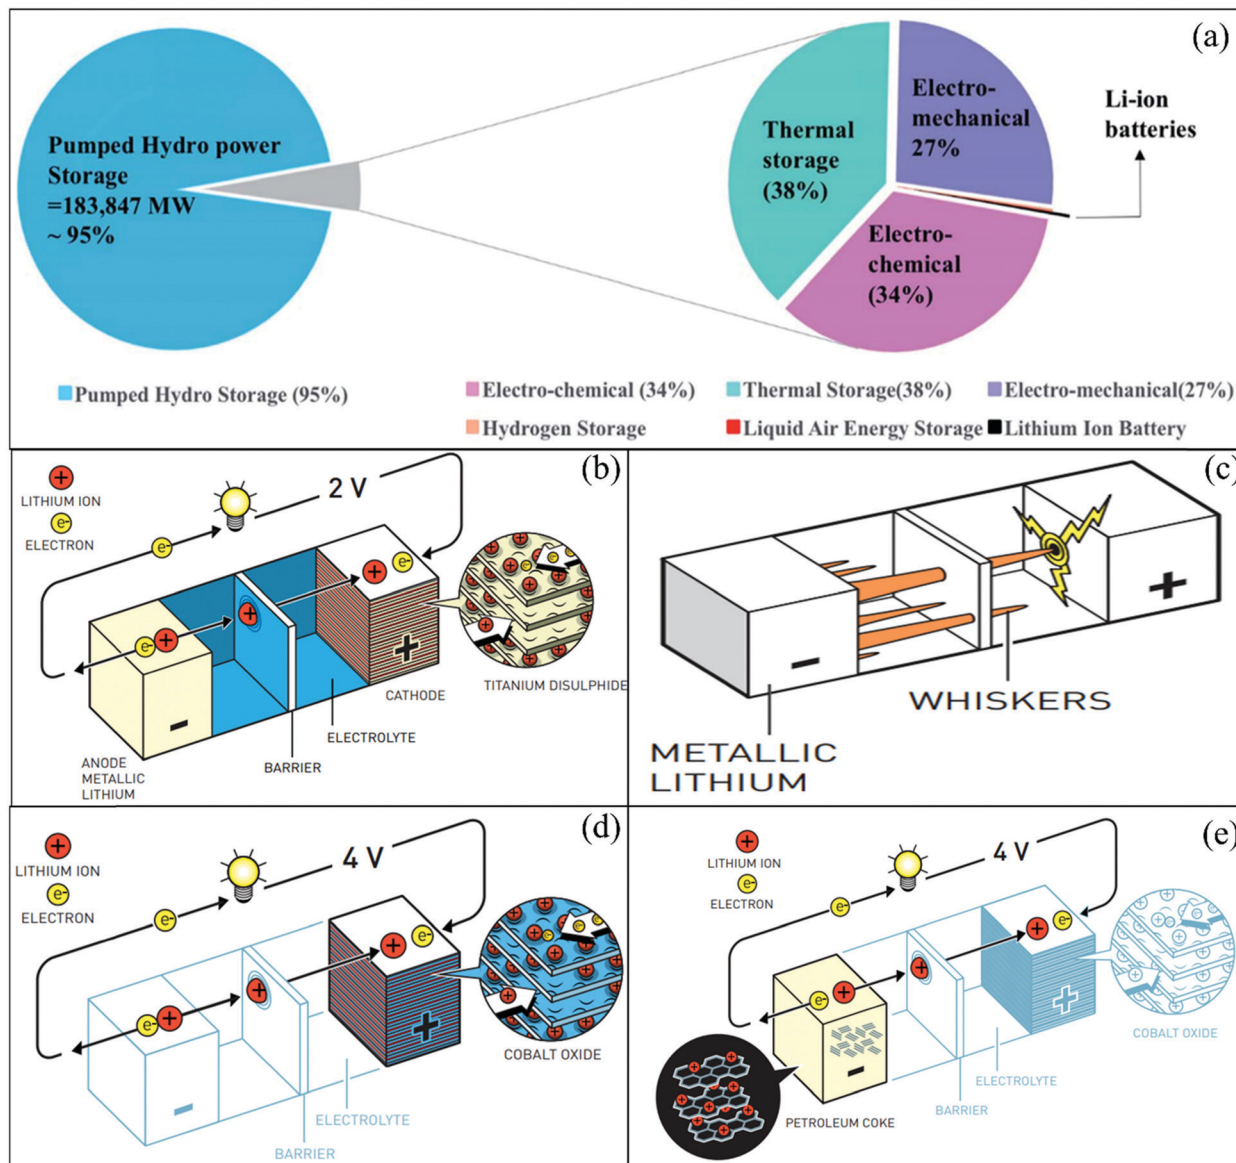 (a)
Pumped Hydro power
Storage
=183,847 MW
~ 95%
Thermal
storage
(38%)
Electro-
mechanical
27%
Electro-
chemical
(34%)
Li-ion
batteries
Pumped Hydro Storage (95%)
Electro-chemical (34%)
Thermal Storage(38%)
Electro-mechanical(27%)
Hydrogen Storage
Liquid Air Energy Storage
Lithium Ion Battery
(b)
+
LITHIUM ION
e-
ELECTRON
2 V
e-
e-
+
+
+
e-
-
+
TITANIUM DISULPHIDE
CATHODE
ELECTROLYTE
BARRIER
ANODE
METALLIC
LITHIUM
(c)
-
+
WHISKERS
METALLIC
LITHIUM
(d)
+
LITHIUM ION
e-
ELECTRON
4 V
e-
e-
+
+
+
e-
-
+
COBALT OXIDE
ELECTROLYTE
BARRIER
(e)
+
LITHIUM ION
e-
ELECTRON
4 V
e-
e-
+
+
+
e-
-
+
COBALT OXIDE
ELECTROLYTE
BARRIER
PETROLEUM COKE